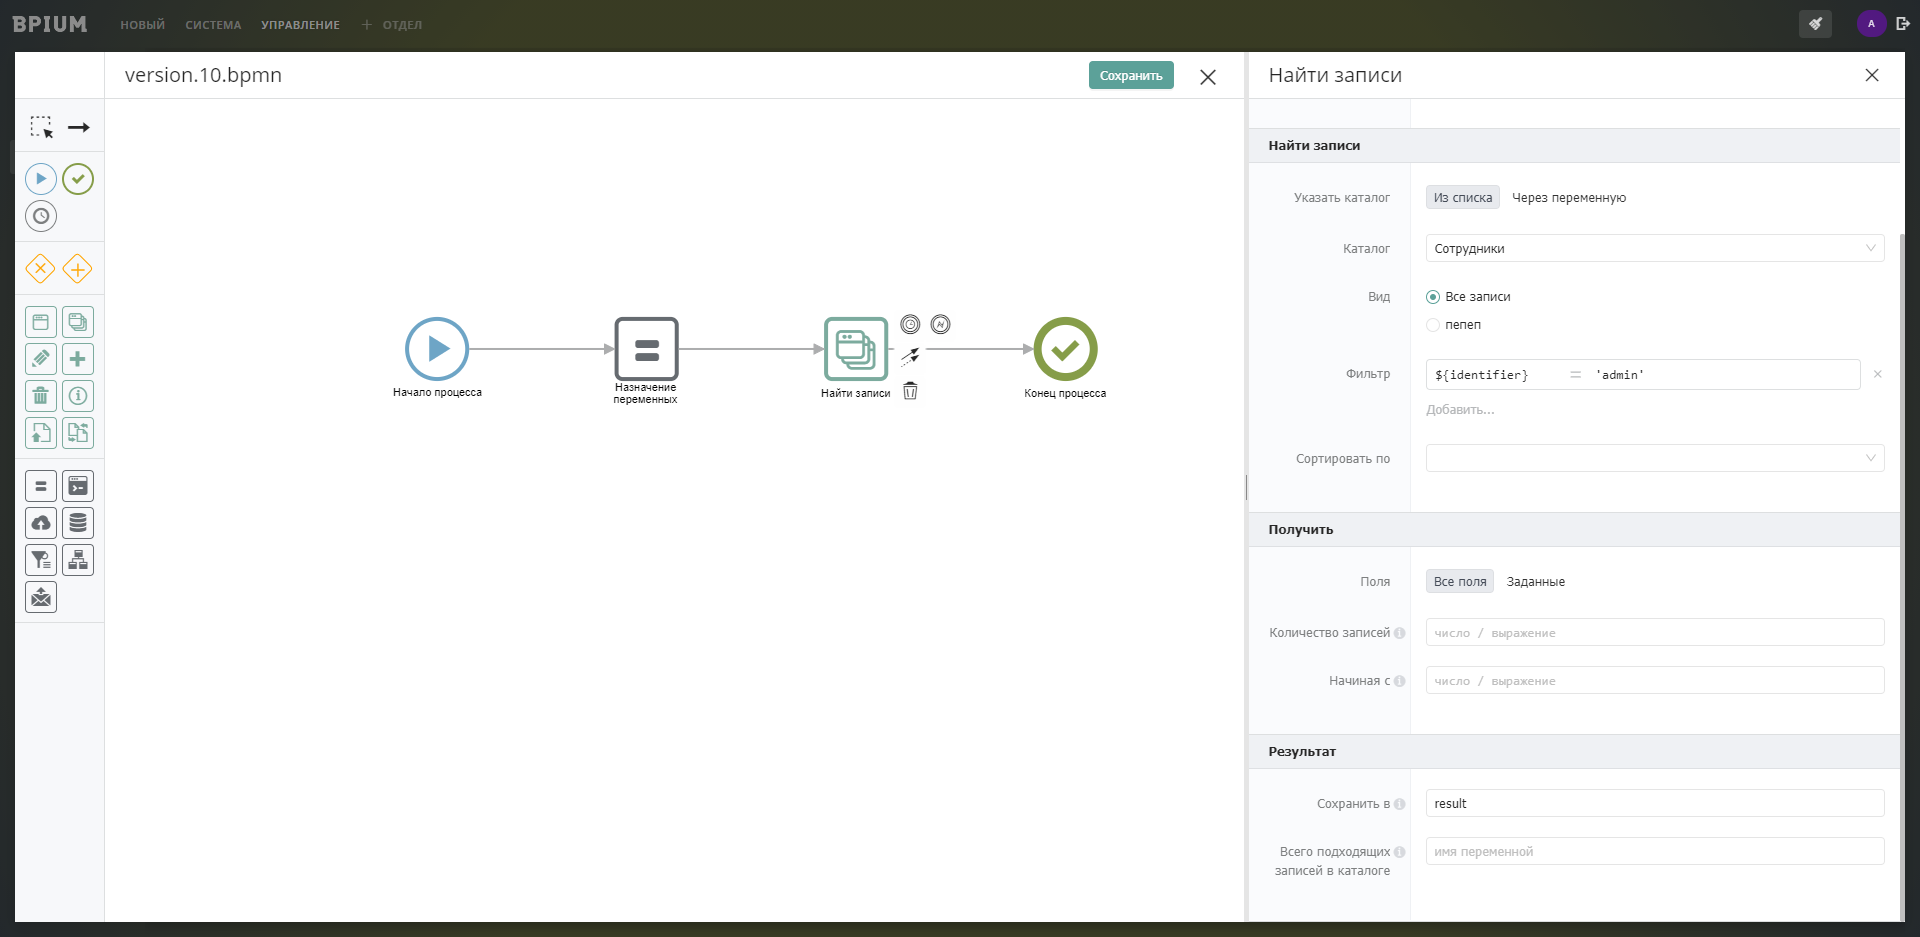 BPIUM
НОВЫЙ
СИСТЕМА
УПРАВЛЕНИЕ
+ ОТДЕЛ
A
version.10.bpmn
Сохранить
Начало процесса
Назначение
переменных
Найти записи
Конец процесса
Найти записи
Найти записи
Указать каталог
Из списка
Через переменную
Каталог
Сотрудники
Вид
Все записи
пепеп
Фильтр
${identifier} = 'admin'
Добавить...
Сортировать по
Получить
Поля
Все поля
Заданные
Количество записей
число / выражение
Начиная с
число / выражение
Результат
Сохранить в
result
Всего подходящих
записей в каталоге
имя переменной